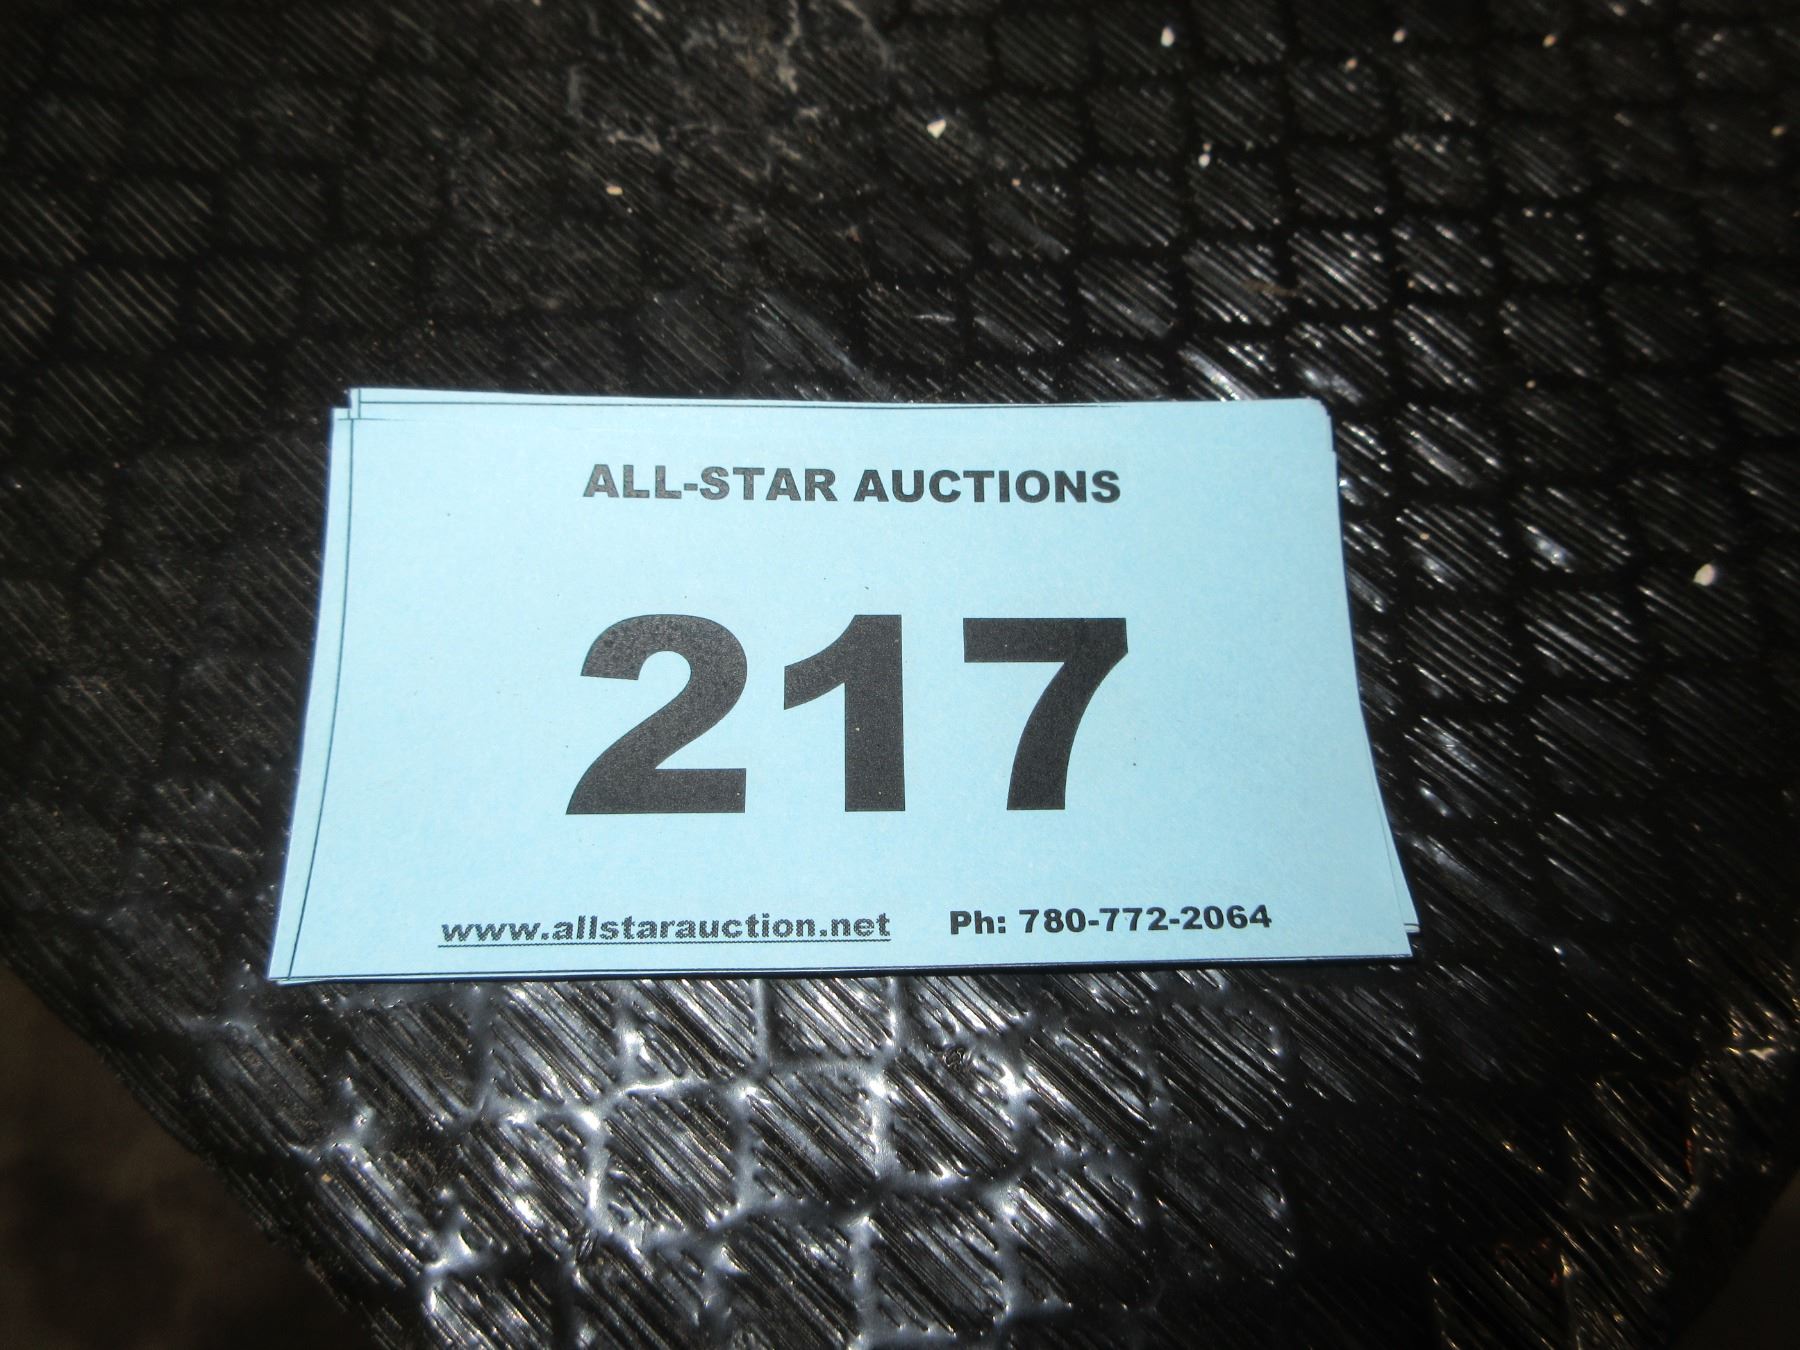 ALL-STAR AUCTIONS
217
www.allstarauction.net Ph: 780-772-2064